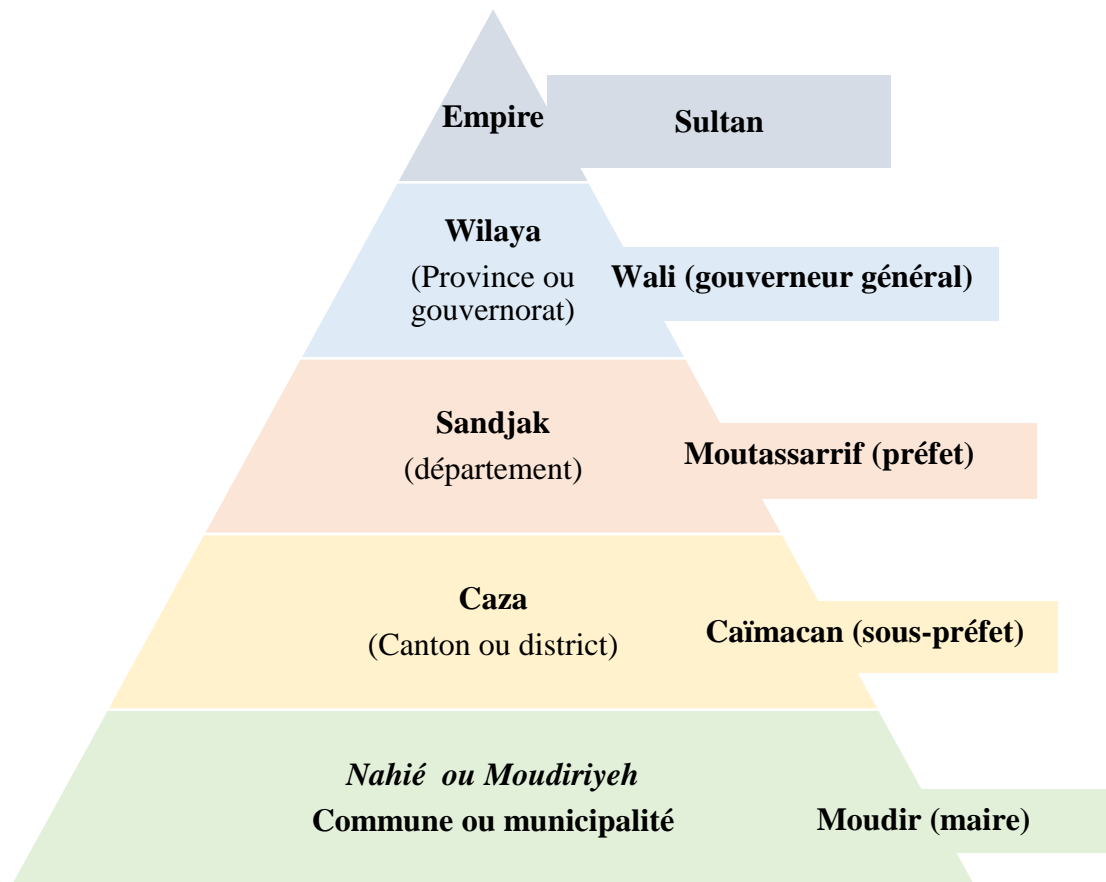 Empire
Sultan
Wilaya
(Province ou
gouvernorat)
Wali (gouverneur général)
Sandjak
(département)
Moutassarrif (préfet)
Caza
(Canton ou district)
Caïmacan (sous-préfet)
Nahié ou Moudiriyeh
Commune ou municipalité
Moudir (maire)